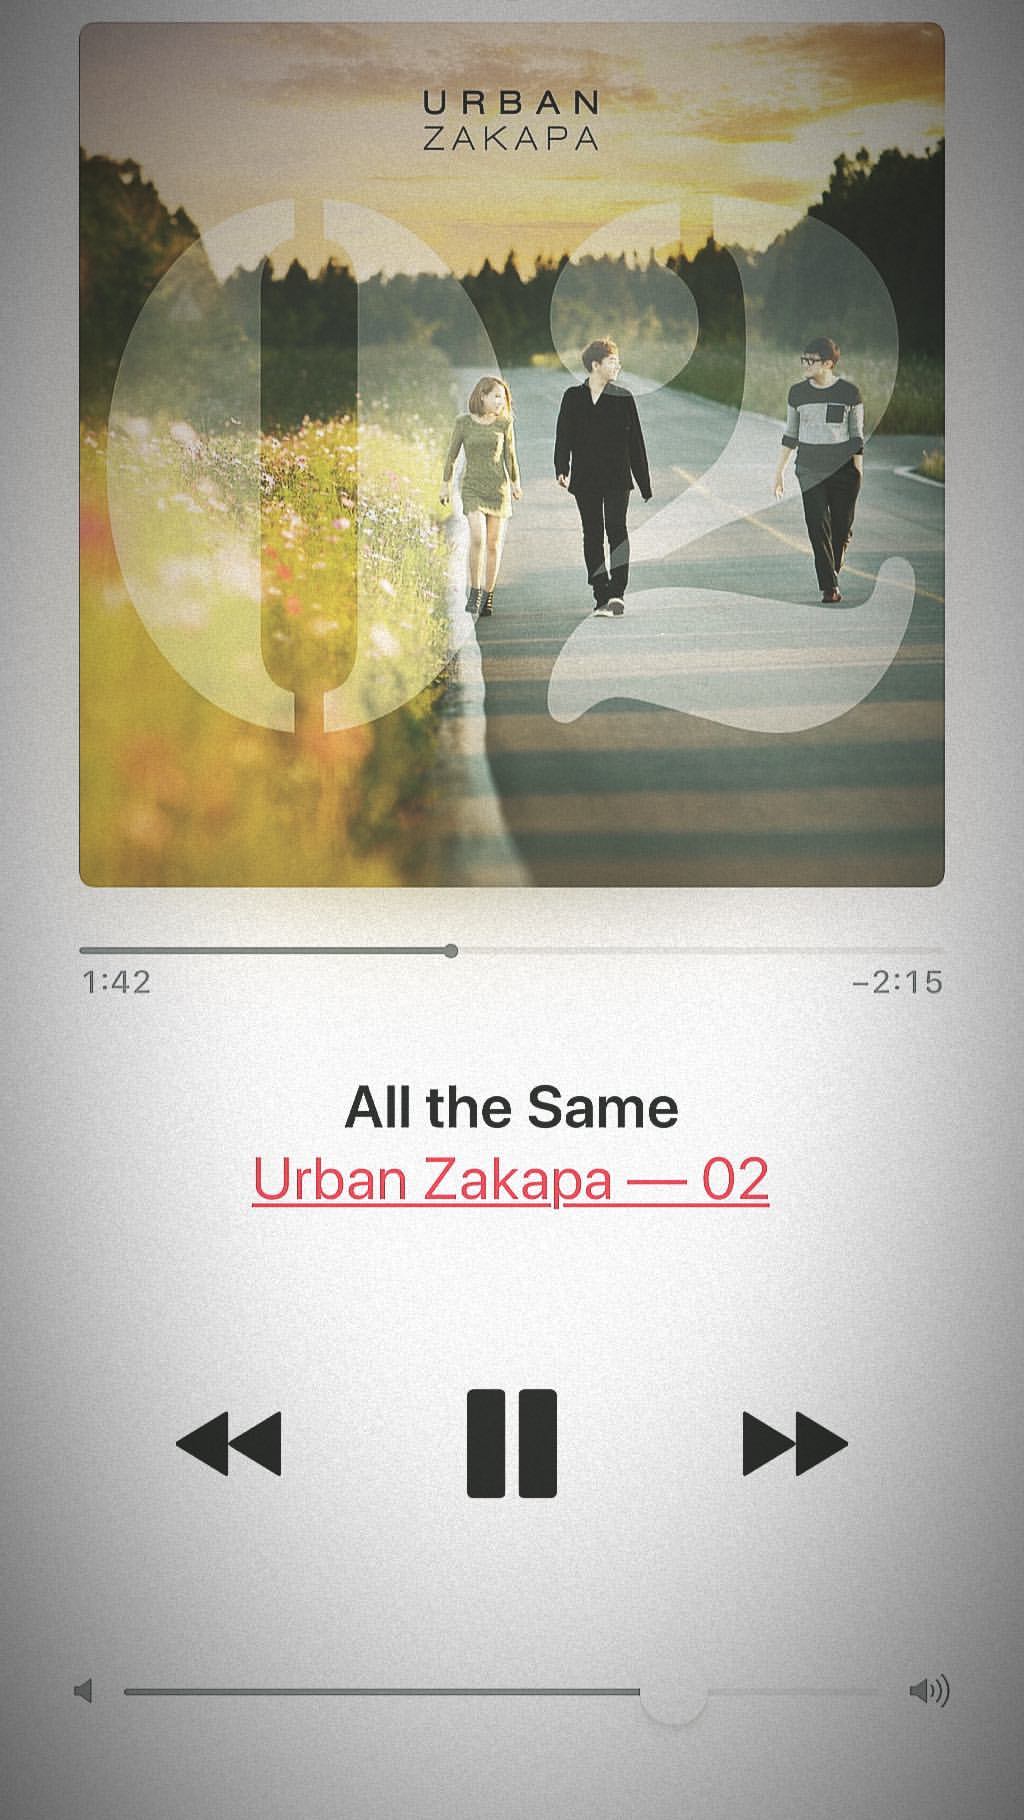 URBAN
ZAKAPA
02
1:42
–2:15
All the Same
Urban Zakapa — 02